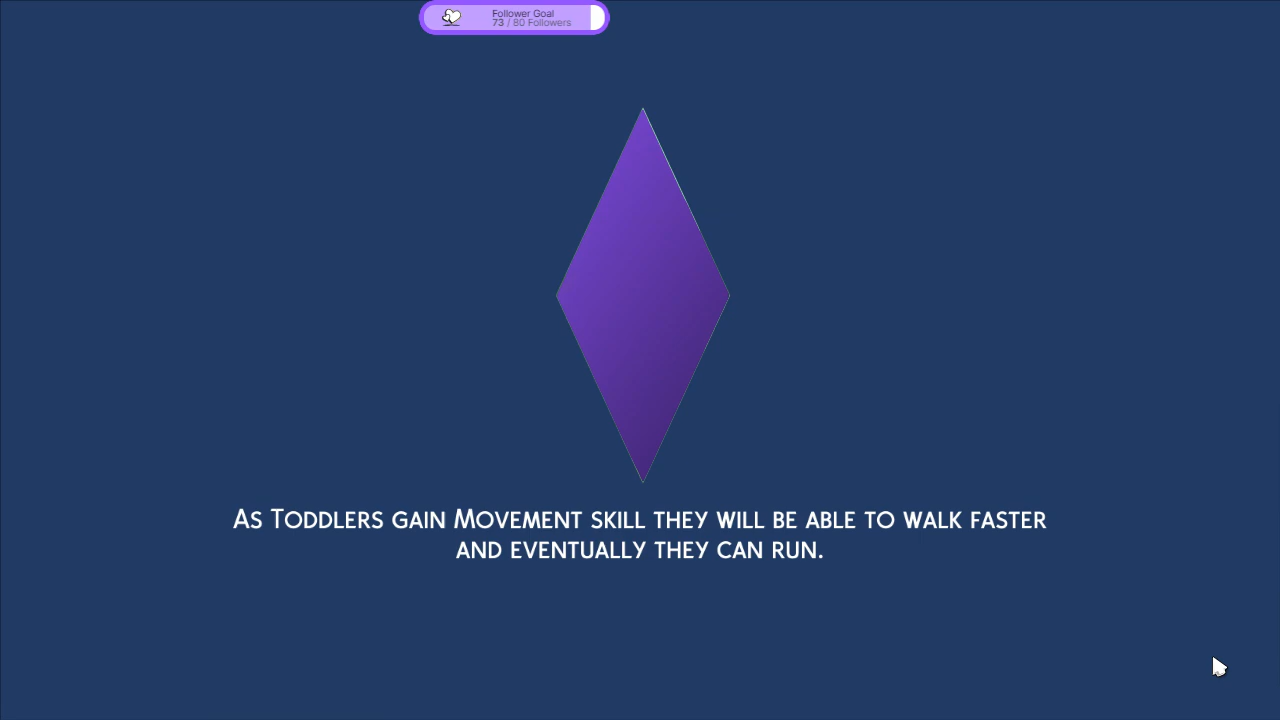 Follower Goal
73 / 80 Followers
As Toddlers gain Movement skill they will be able to walk faster
and eventually they can run.